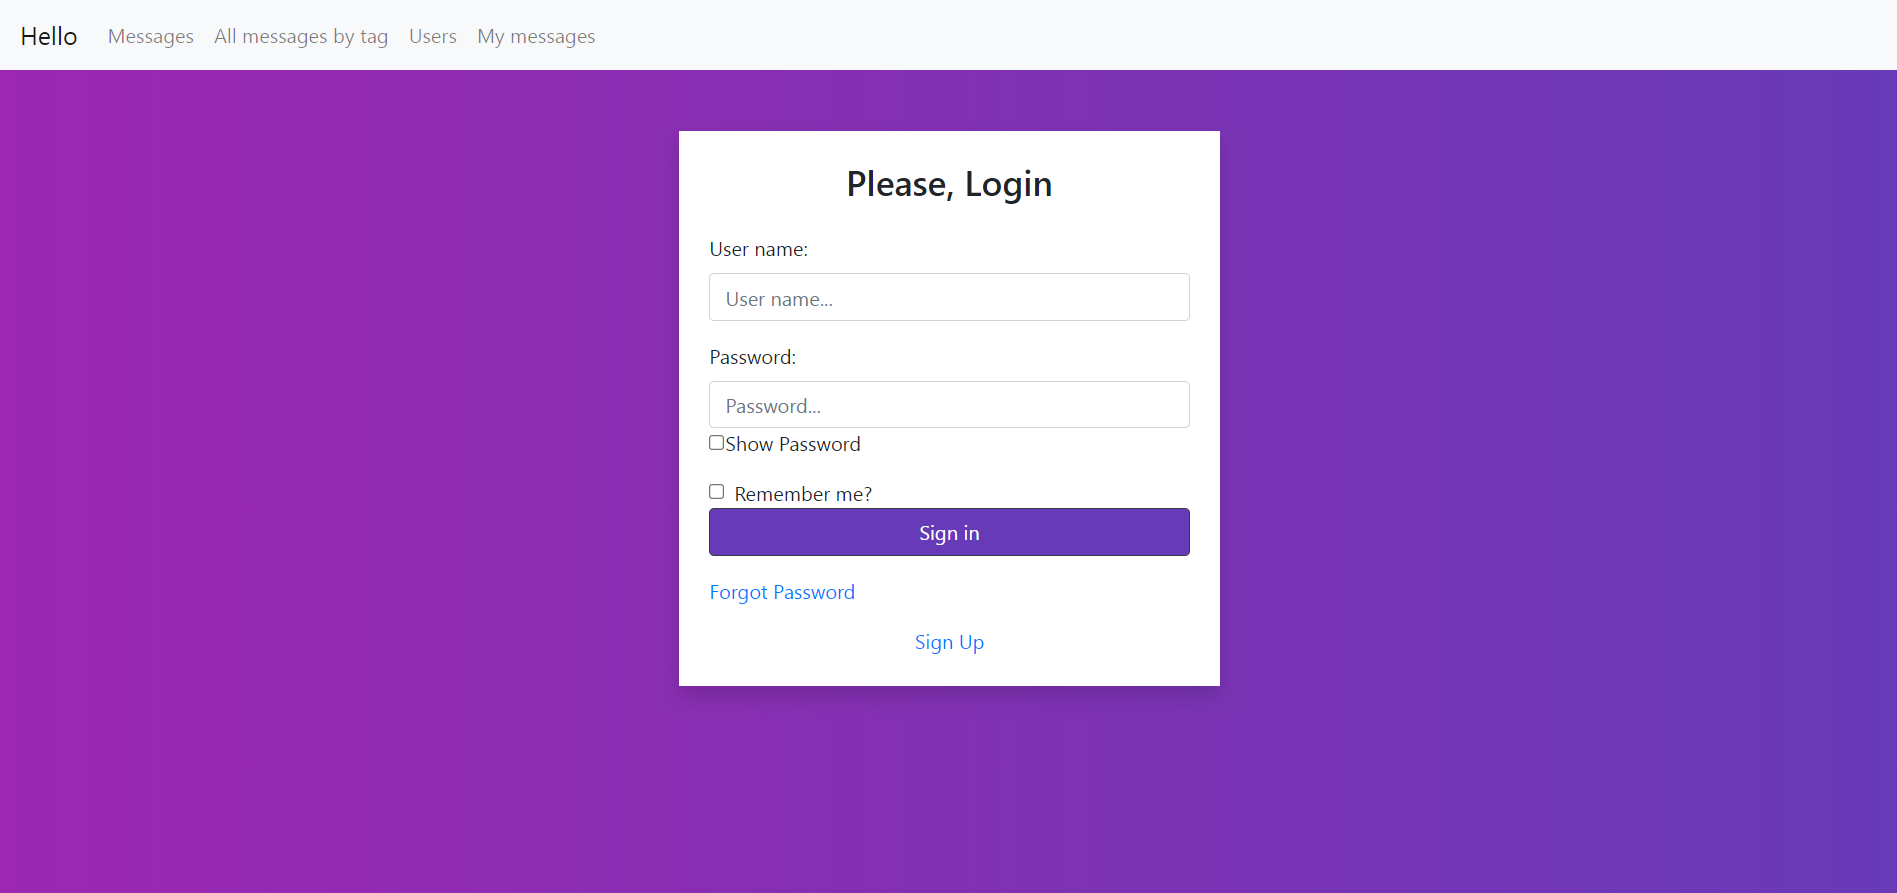 Hello Messages All messages by tag Users My messages
Please, Login
User name:
User name...
Password:
Password...
Show Password
Remember me?
Sign in
Forgot Password
Sign Up